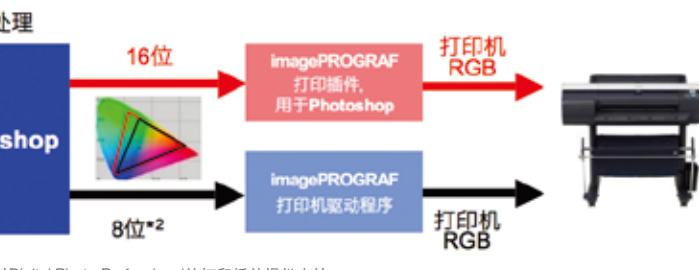 处理
shop
16位
8位*2
imagePROGRAF
打印插件,
用于Photoshop
imagePROGRAF
打印机驱动程序
打印机
RGB
打印机
RGB